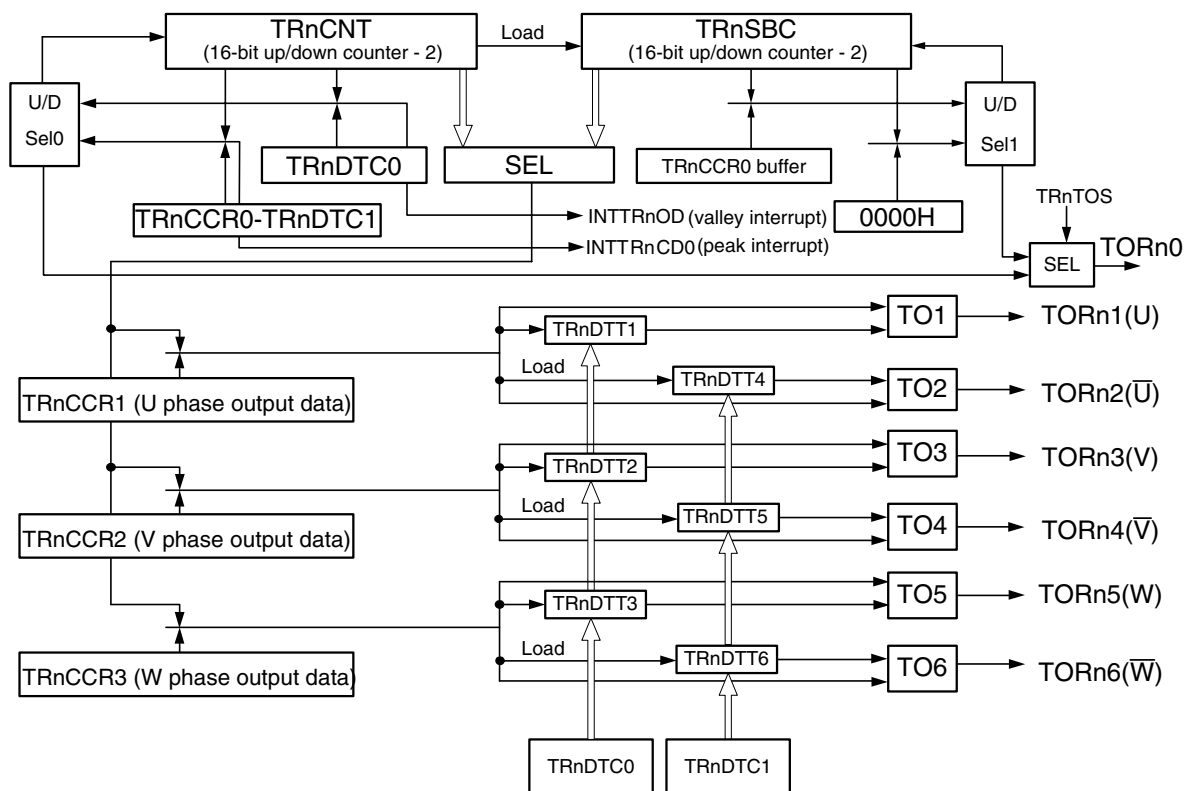 TRnCNT
(16-bit up/down counter - 2)
Load
TRnSBC
(16-bit up/down counter - 2)
U/D
Sel0
U/D
Sel1
TRnDTC0
SEL
TRnCCR0 buffer
TRnCCR0-TRnDTC1
INTTRnOD (valley interrupt)
0000H
TRnTOS
INTTRnCD0 (peak interrupt)
SEL
TORn0
TRnDTT1
TO1
TORn1(U)
Load
TRnDTT4
TO2
TORn2(U̅)
TRnCCR1 (U phase output data)
TRnDTT2
TO3
TORn3(V)
Load
TRnDTT5
TO4
TORn4(V̅)
TRnCCR2 (V phase output data)
TRnDTT3
TO5
TORn5(W)
Load
TRnDTT6
TO6
TORn6(W̅)
TRnCCR3 (W phase output data)
TRnDTC0
TRnDTC1